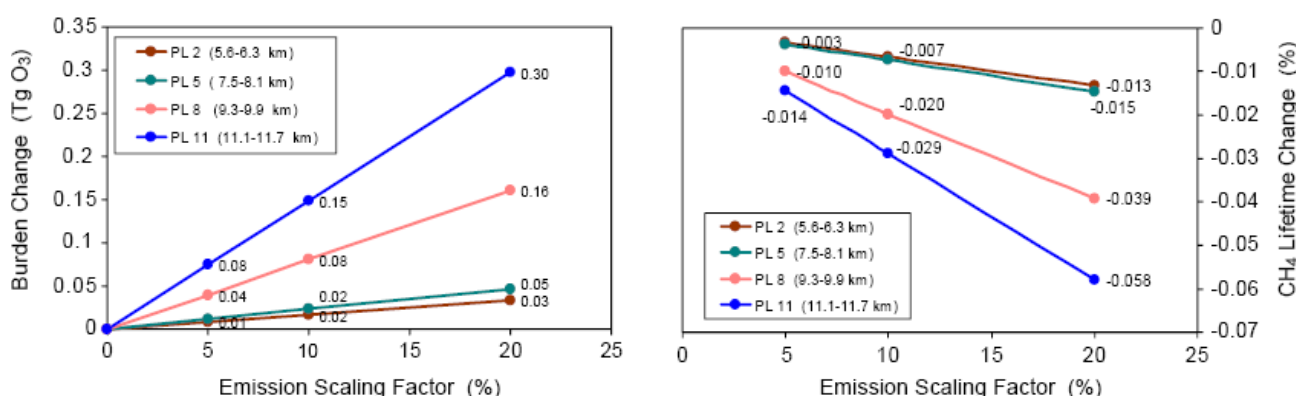 Burden Change (Tg O3)
0.35
0.3
0.25
0.2
0.15
0.1
0.05
0
PL 2 (5.6-6.3 km)
PL 5 (7.5-8.1 km)
PL 8 (9.3-9.9 km)
PL 11 (11.1-11.7 km)
0.30
0.16
0.15
0.08
0.08
0.04
0.02
0.05
0.01
0.02
0.03
0 5 10 15 20 25
Emission Scaling Factor (%)
0
-0.01
-0.02
-0.03
-0.04
-0.05
-0.06
-0.07
CH4 Lifetime Change (%)
-0.003
-0.007
-0.010
-0.013
-0.015
-0.014
-0.020
-0.029
-0.039
-0.058
PL 2 (5.6-6.3 km)
PL 5 (7.5-8.1 km)
PL 8 (9.3-9.9 km)
PL 11 (11.1-11.7 km)
0 5 10 15 20 25
Emission Scaling Factor (%)